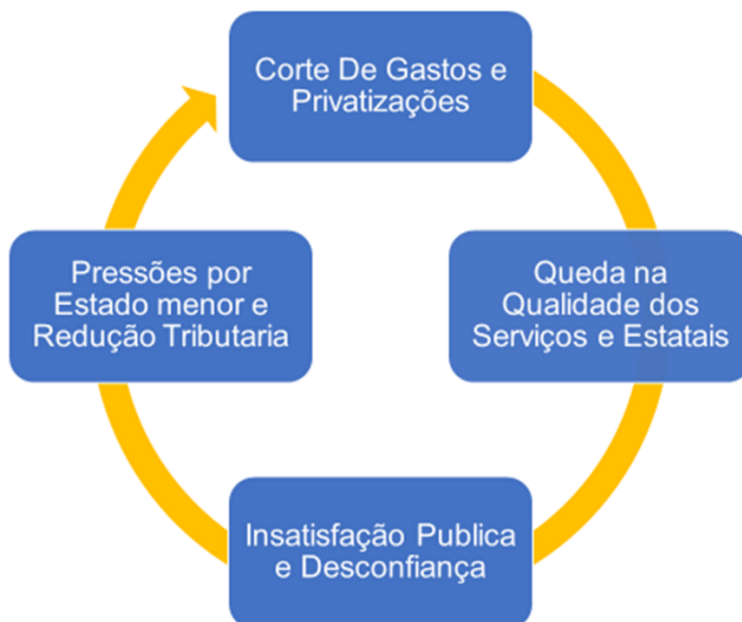 Corte De Gastos e
Privatizações
Queda na
Qualidade dos
Serviços e Estatais
Insatisfação Publica
e Desconfiança
Pressões por
Estado menor e
Redução Tributaria